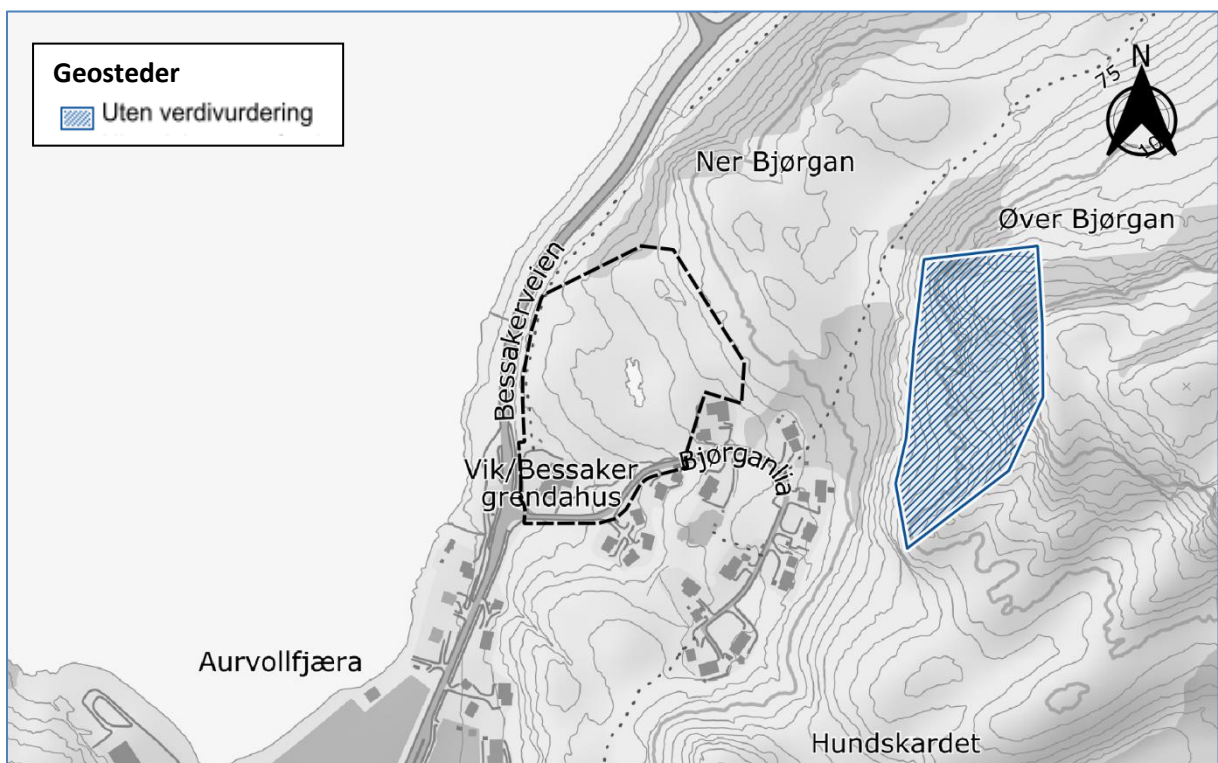 Geosteder
Uten verdivurdering
N
75
Ner Bjørgan
Øver Bjørgan
Bessakerveien
Vik/Bessaker
grendahus
Bjørganlia
Aurvollfjæra
Hundskardet